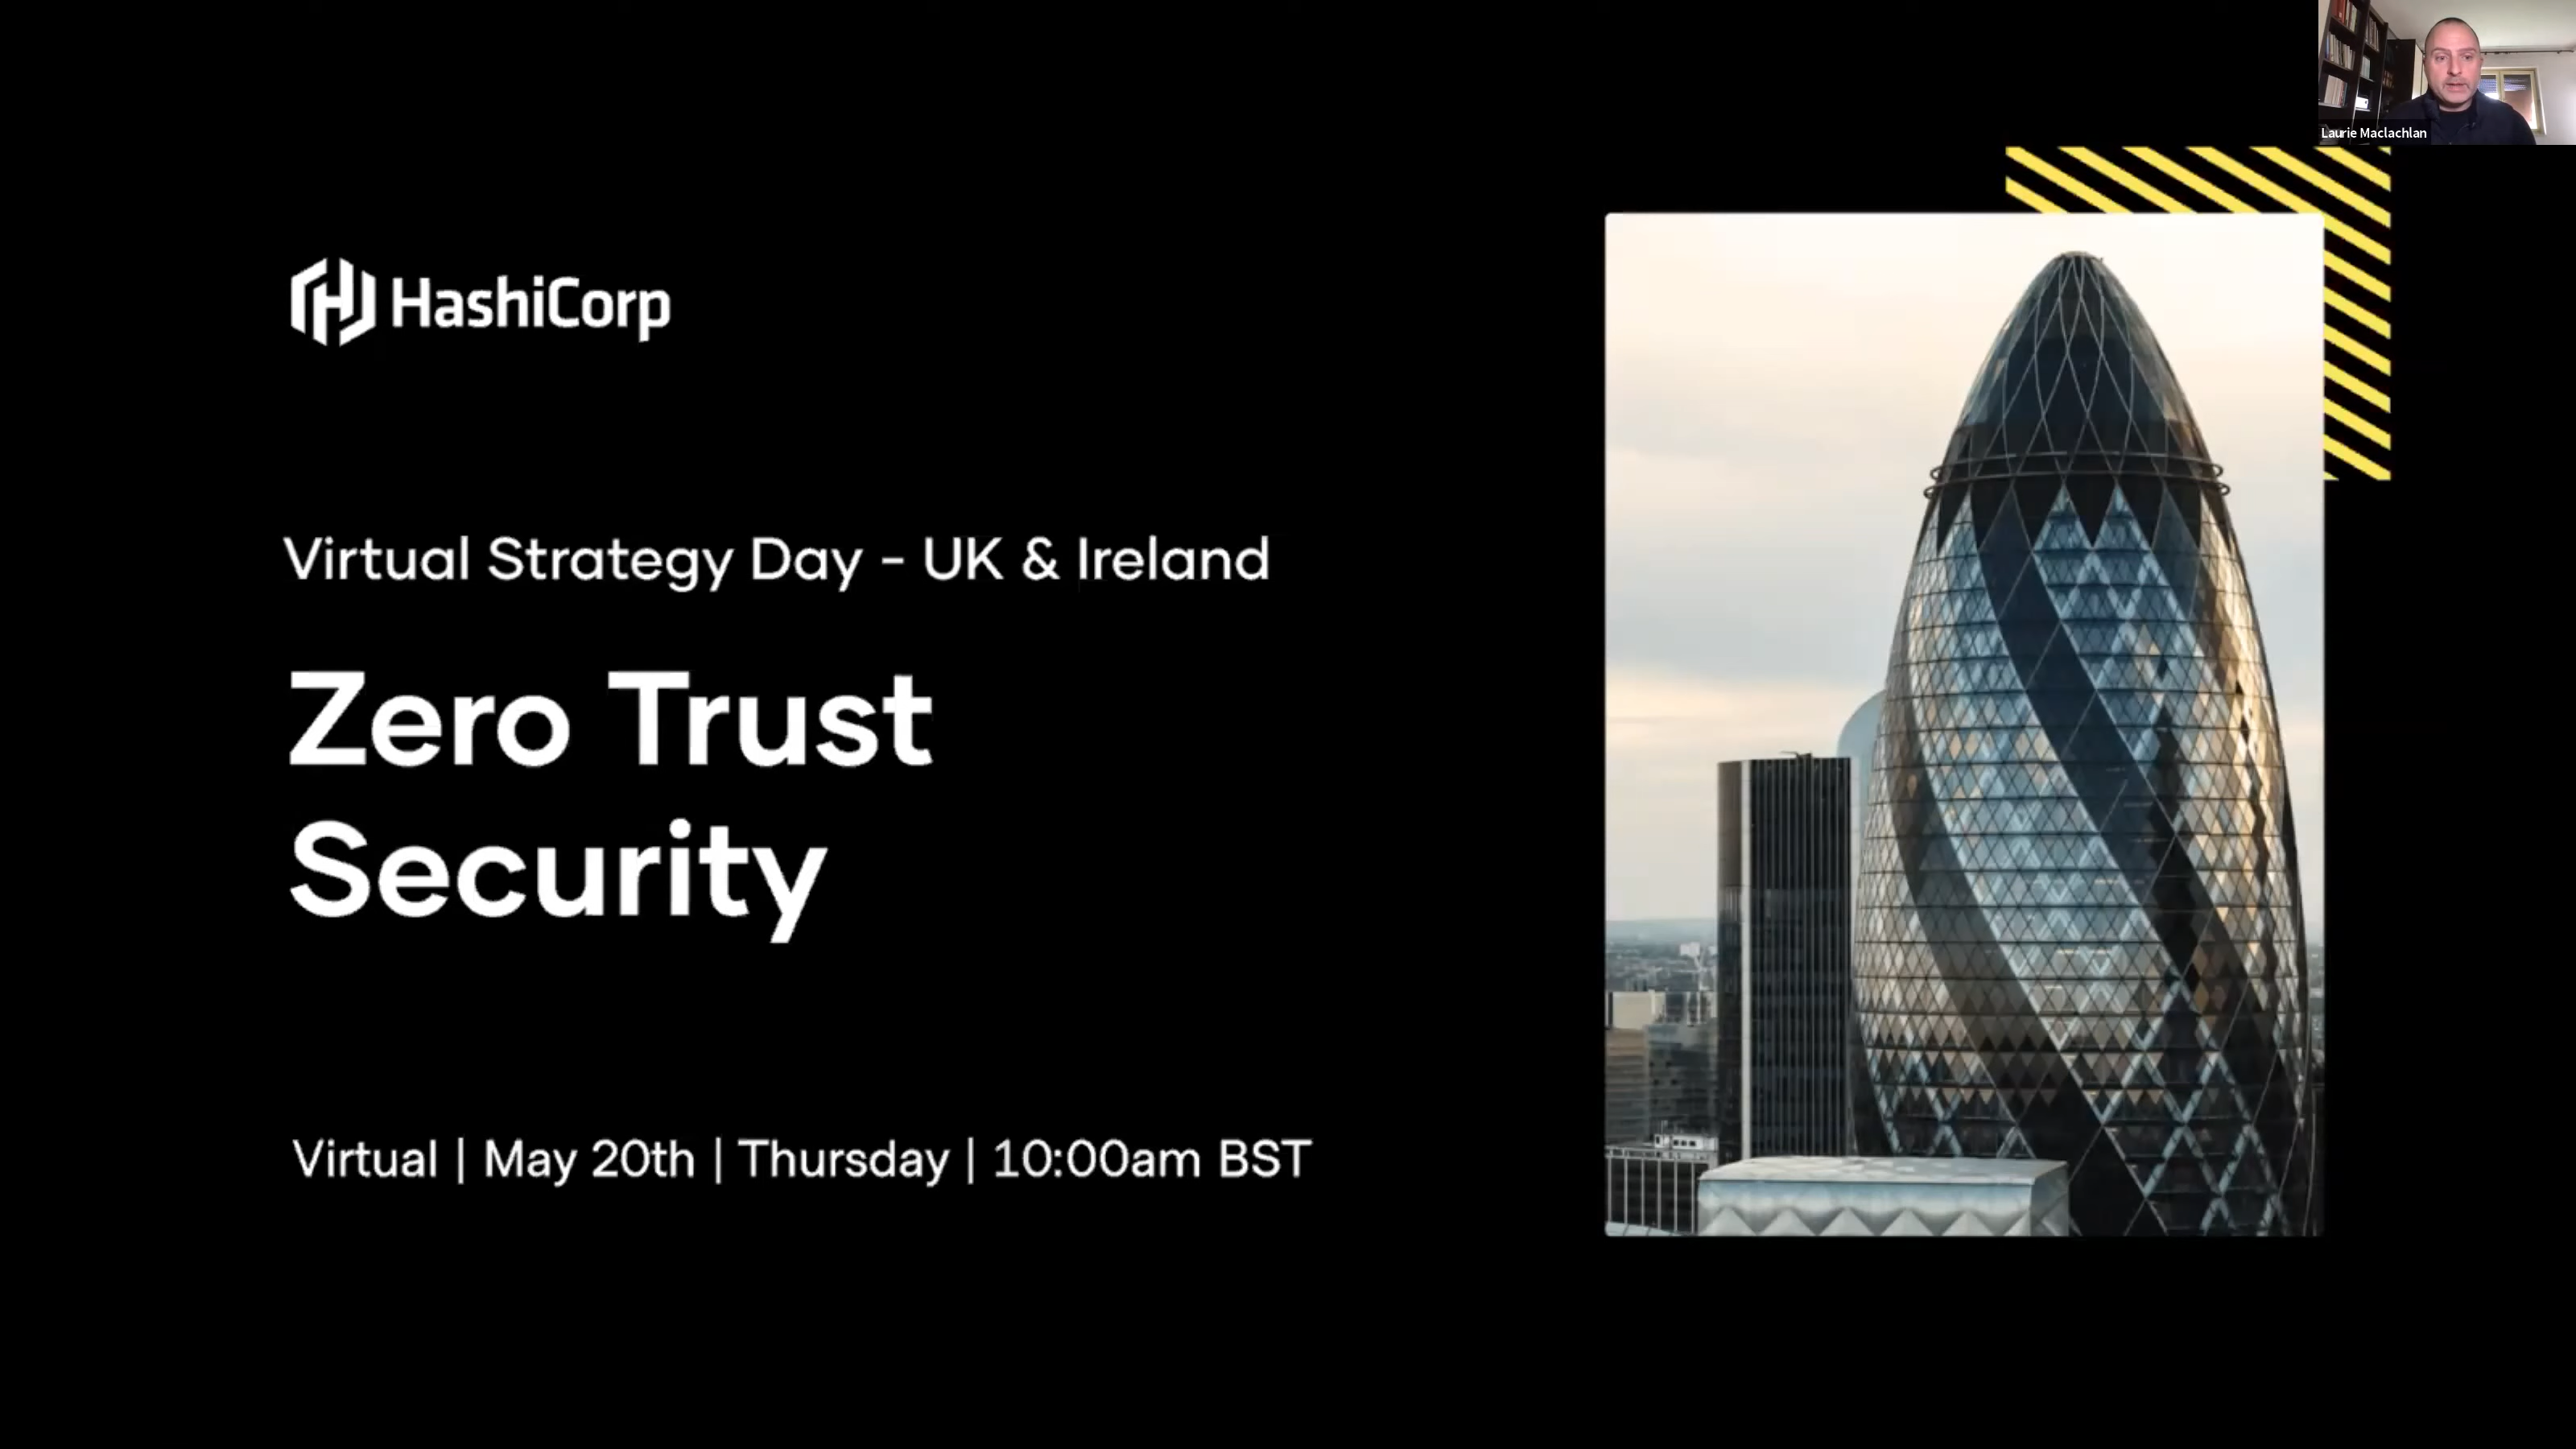 Laurie Maclachlan
HashiCorp
Virtual Strategy Day - UK & Ireland
Zero Trust
Security
Virtual | May 20th | Thursday | 10:00am BST